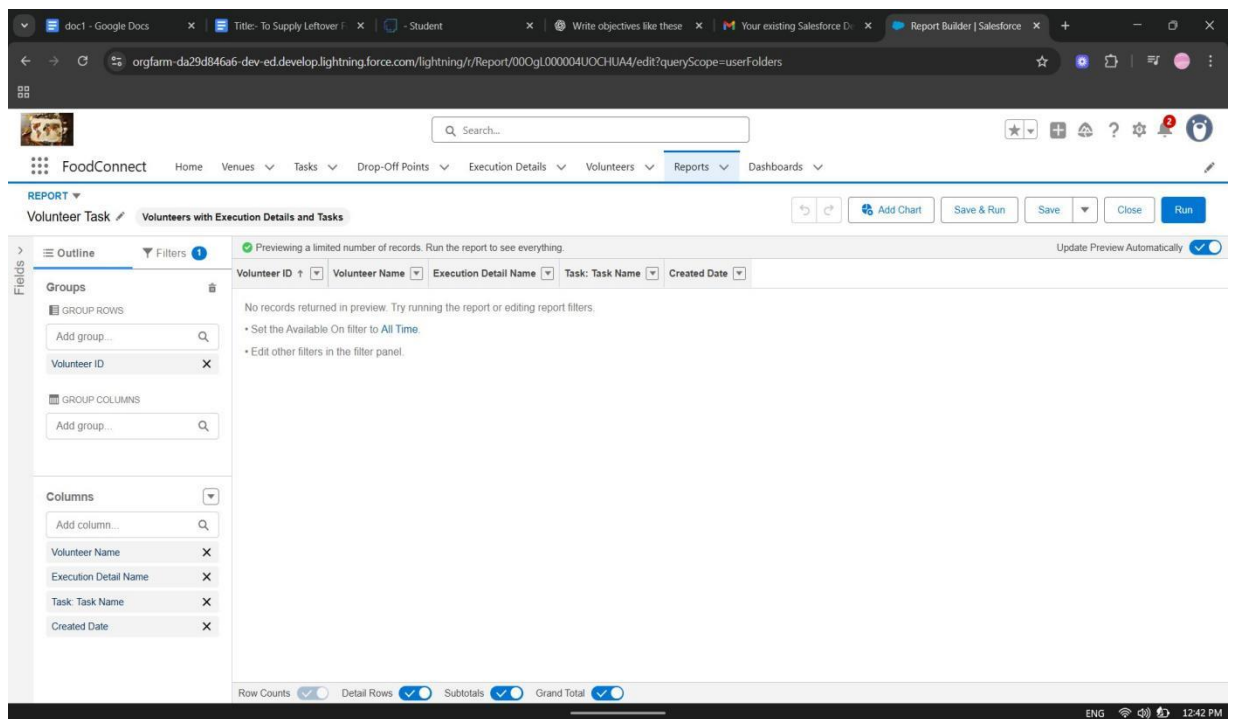 doc1 - Google Docs
Title:- To Supply Leftover F
- Student
Write objectives like these
Your existing Salesforce De
Report Builder | Salesforce
orgfarm-da29d846a6-dev-ed.develop.lightning.force.com/lightning/r/Report/00OgL000004UOCHUA4/edit?queryScope=userFolders
Search...
2
FoodConnect Home Venues Tasks Drop-Off Points Execution Details Volunteers Reports Dashboards
REPORT
Volunteer Task Volunteers with Execution Details and Tasks
Add Chart Save & Run Save Close Run
Fields
Outline Filters 1
Previewing a limited number of records. Run the report to see everything.
Update Preview Automatically
Groups
GROUP ROWS
Add group...
Volunteer ID
GROUP COLUMNS
Add group...
Columns
Add column...
Volunteer Name
Execution Detail Name
Task: Task Name
Created Date
Volunteer ID Volunteer Name Execution Detail Name Task: Task Name Created Date
No records returned in preview. Try running the report or editing report filters.
• Set the Available On filter to All Time.
• Edit other filters in the filter panel.
Row Counts Detail Rows Subtotals Grand Total
ENG 12:42 PM